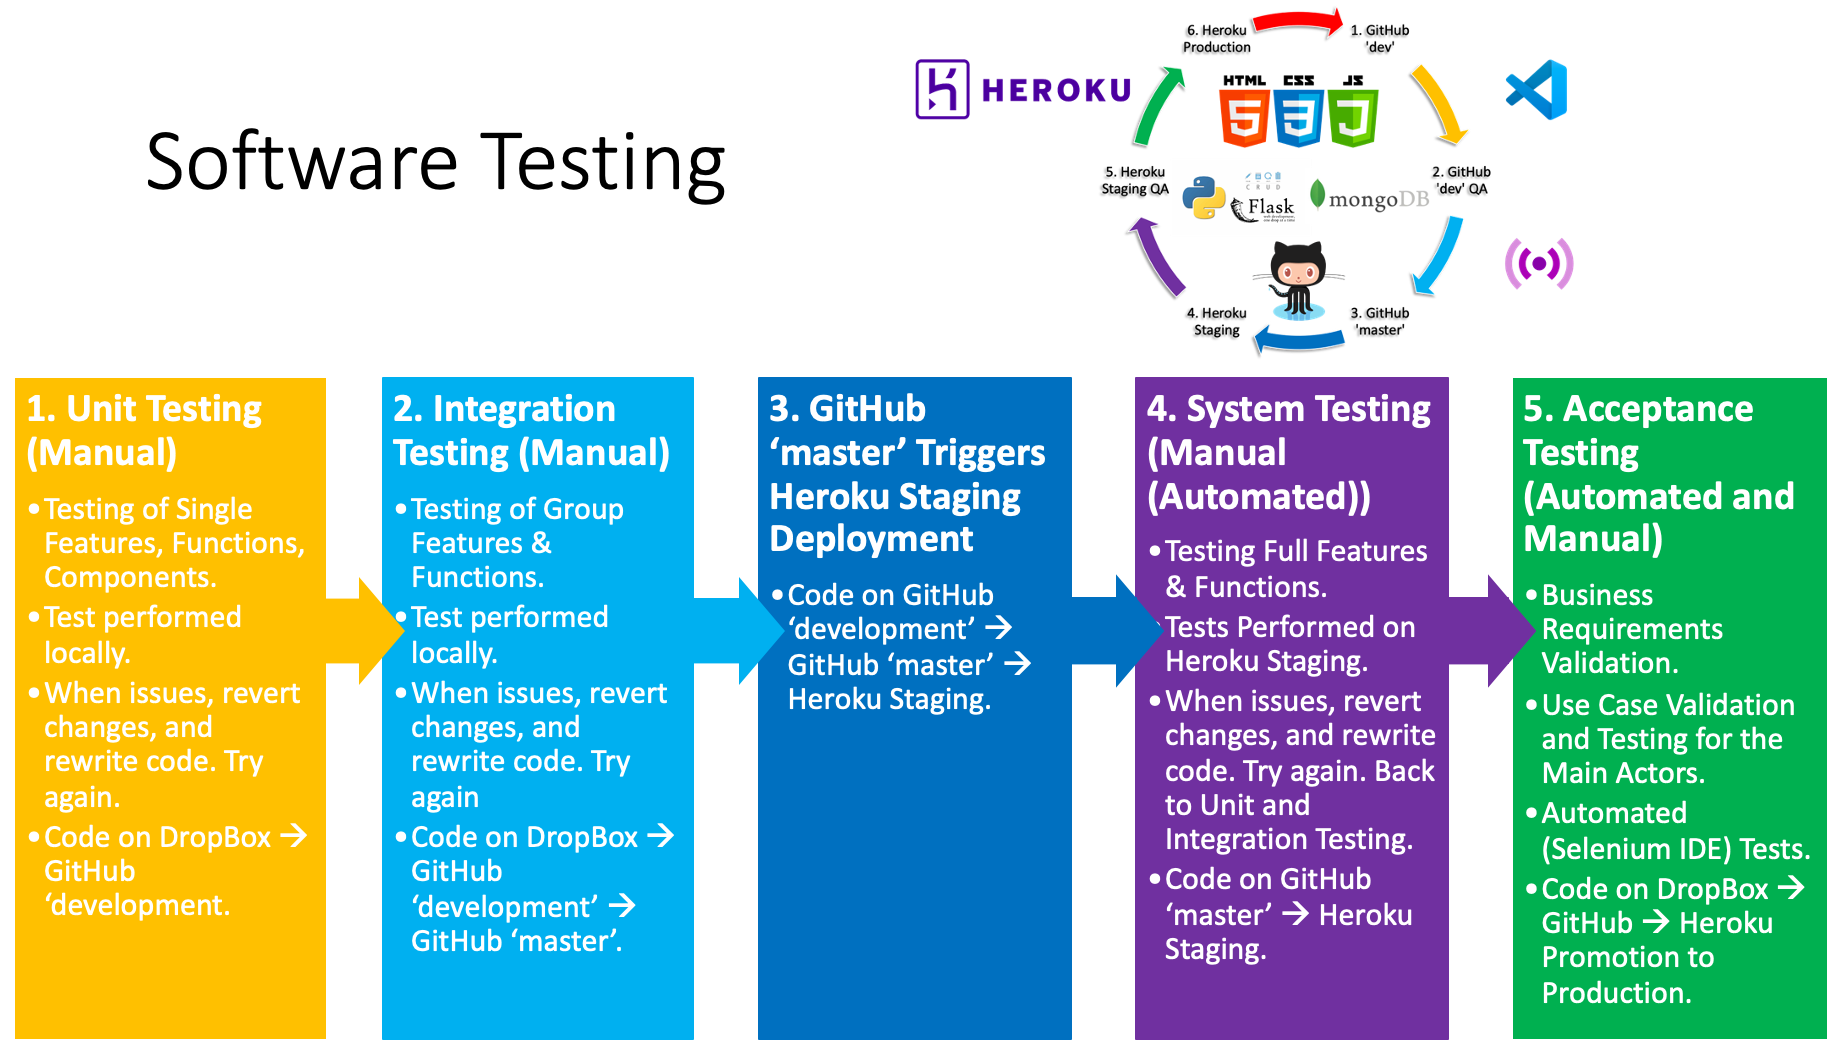 Software Testing
HEROKU
6. Heroku
Production
1. GitHub
'dev'
HTML CSS JS
5. Heroku
Staging QA
2. GitHub
'dev' QA
CRUD
Flask
web development,
one drop at a time
mongoDB
4. Heroku
Staging
3. GitHub
'master'
1. Unit Testing
(Manual)
•Testing of Single
Features, Functions,
Components.
•Test performed
locally.
•When issues, revert
changes, and
rewrite code. Try
again.
•Code on DropBox →
GitHub
‘development.
2. Integration
Testing (Manual)
•Testing of Group
Features &
Functions.
•Test performed
locally.
•When issues, revert
changes, and
rewrite code. Try
again
•Code on DropBox →
GitHub
‘development’ →
GitHub ‘master’.
3. GitHub
‘master’ Triggers
Heroku Staging
Deployment
•Code on GitHub
‘development’ →
GitHub ‘master’ →
Heroku Staging.
4. System Testing
(Manual
(Automated))
•Testing Full Features
& Functions.
•Tests Performed on
Heroku Staging.
•When issues, revert
changes, and rewrite
code. Try again. Back
to Unit and
Integration Testing.
•Code on GitHub
‘master’ → Heroku
Staging.
5. Acceptance
Testing
(Automated and
Manual)
•Business
Requirements
Validation.
•Use Case Validation
and Testing for the
Main Actors.
•Automated
(Selenium IDE) Tests.
•Code on DropBox →
GitHub → Heroku
Promotion to
Production.